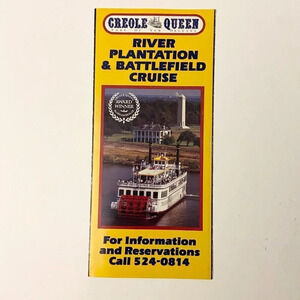 CREOLE QUEEN
RIVER
PLANTATION
& BATTLEFIELD
CRUISE
AWARD
WINNER
For Information
and Reservations
Call 524-0814